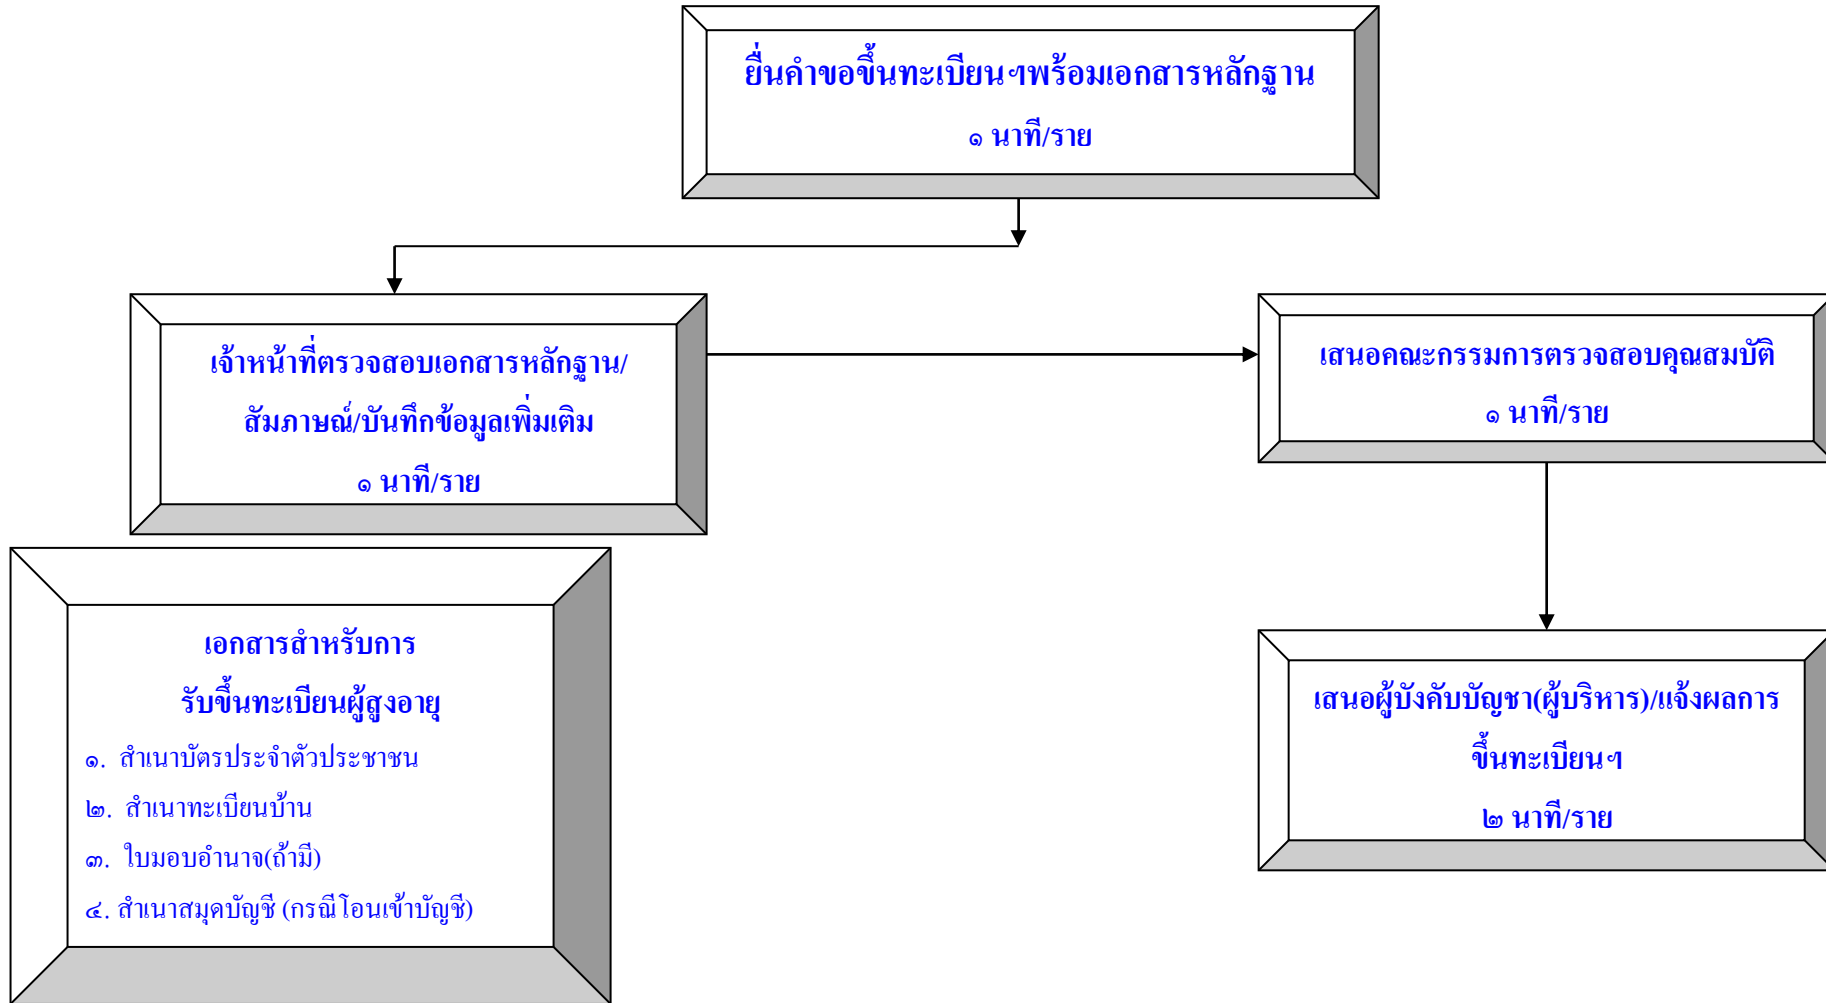 ยื่นคำขอขึ้นทะเบียนฯพร้อมเอกสารหลักฐาน
๑ นาที/ราย
เจ้าหน้าที่ตรวจสอบเอกสารหลักฐาน/
สัมภาษณ์/บันทึกข้อมูลเพิ่มเติม
๑ นาที/ราย
เสนอคณะกรรมการตรวจสอบคุณสมบัติ
๑ นาที/ราย
เอกสารสำหรับการ
รับขึ้นทะเบียนผู้สูงอายุ
๑. สำเนาบัตรประจำตัวประชาชน
๒. สำเนาทะเบียนบ้าน
๓. ใบมอบอำนาจ(ถ้ามี)
๔. สำเนาสมุดบัญชี (กรณีโอนเข้าบัญชี)
เสนอผู้บังคับบัญชา(ผู้บริหาร)/แจ้งผลการ
ขึ้นทะเบียนฯ
๒ นาที/ราย